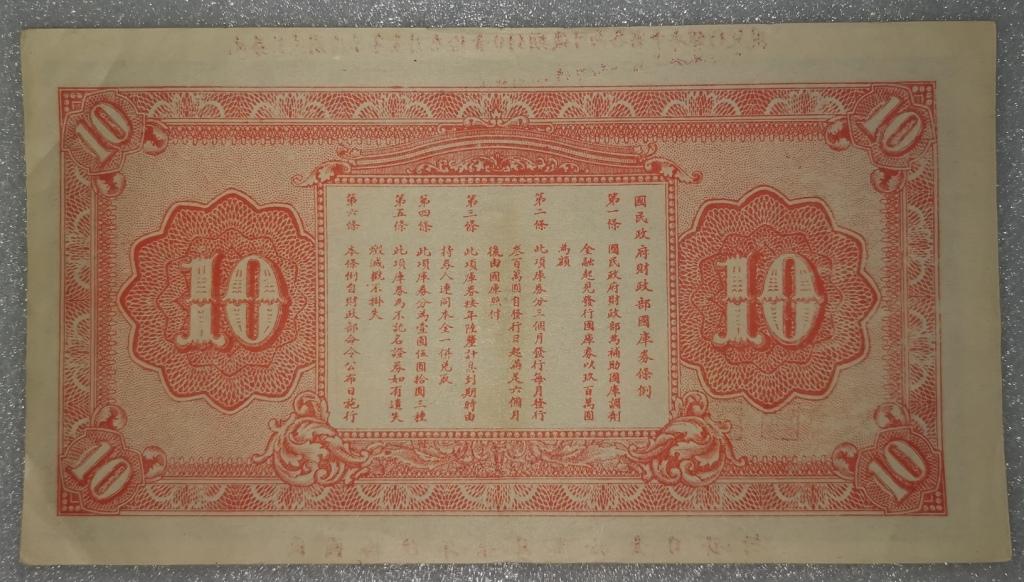 國民政府財政部國庫券條例
第一條 國民政府財政部為補助國庫調劑
金融起見發行國庫券以玖百萬圓
為額
第二條 此項庫券分三個月發行每月發行
叁百萬圓自發行日起滿足六個月
後由國庫照付
第三條 此項庫券按年陸釐計息到期時由
持券人連同本金一併兌取
第四條 此項庫券分為壹圓伍圓拾圓三種
第五條 此項庫券為不記名證券如有遺失
燬滅概不掛失
第六條 本條例自財政部命令公布日施行
10
10
10
10
10
10